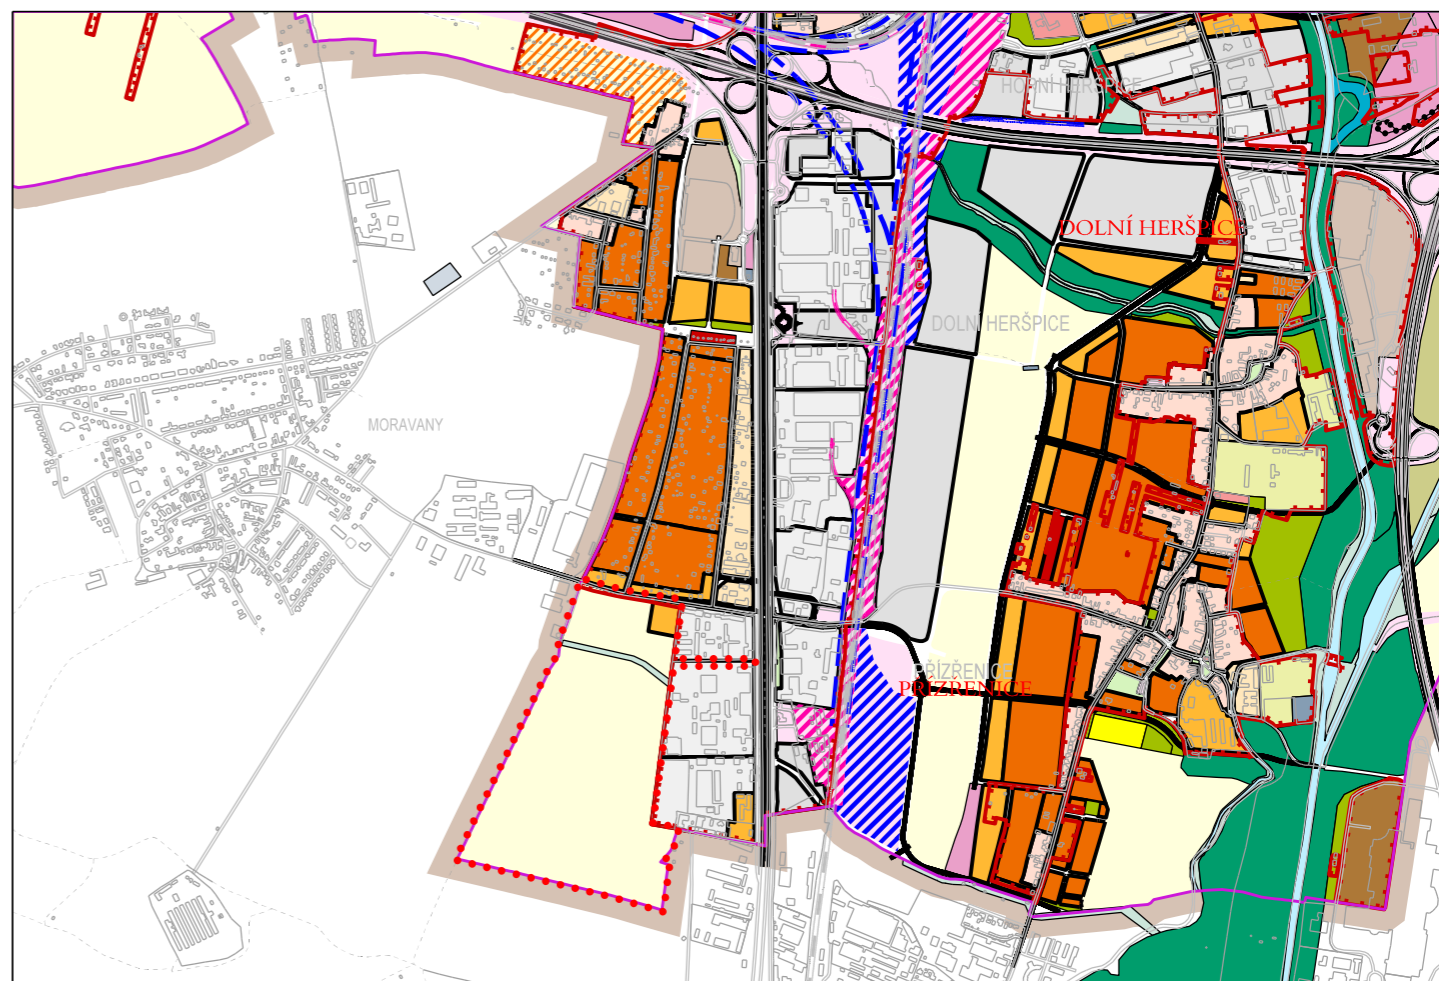 HORNÍ HERŠPICE
DOLNÍ HERŠPICE
DOLNÍ HERŠPICE
MORAVANY
PŘÍZŘENICE
PŘÍZŘENICE